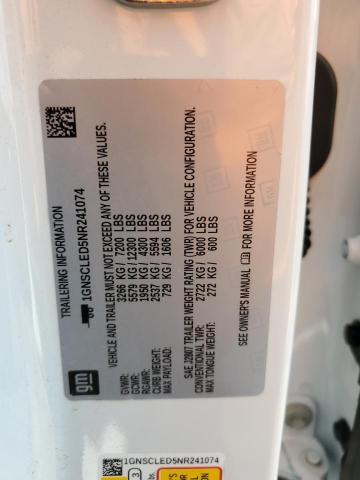 gm
TRAILERING INFORMATION
1GNSCLED5NR241074
VEHICLE AND TRAILER MUST NOT EXCEED ANY OF THESE VALUES.
GVWR: 3266 KG/ 7200 LBS
GCWR: 5579 KG/ 12300 LBS
RGAWR: 1950 KG/ 4300 LBS
CURB WEIGHT: 2537 KG/ 5594 LBS
MAX PAYLOAD: 729 KG/ 1606 LBS
SAE J2807 TRAILER WEIGHT RATING (TWR) FOR VEHICLE CONFIGURATION.
CONVENTIONAL TWR: 2722 KG/ 6000 LBS
MAX TONGUE WEIGHT: 272 KG/ 600 LBS
SEE OWNER'S MANUAL FOR MORE INFORMATION
1GNSCLED5NR241074
3